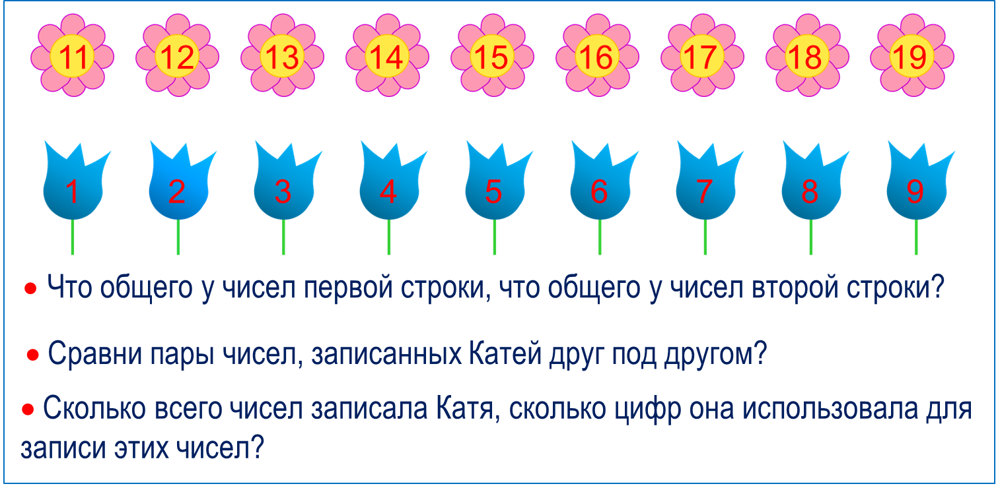 11 12 13 14 15 16 17 18 19
1 2 3 4 5 6 7 8 9
• Что общего у чисел первой строки, что общего у чисел второй строки?
• Сравни пары чисел, записанных Катей друг под другом?
• Сколько всего чисел записала Катя, сколько цифр она использовала для
записи этих чисел?